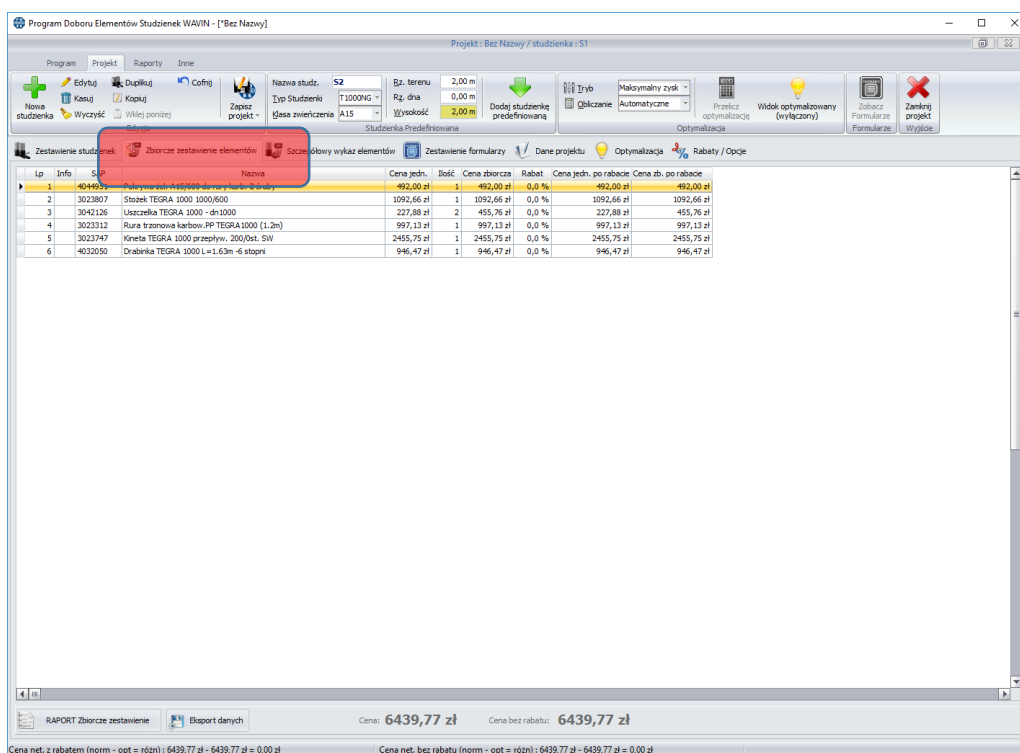 Program Doboru Elementów Studzienek WAVIN - [*Bez Nazwy]
Projekt : Bez Nazwy / studzienka : S1
Program Projekt Raporty Inne
Nowa studzienka
Edytuj Duplikuj Cofnij
Kasuj Kopiuj
Wyczyść Wklej poniżej
Zapisz projekt
Edycja
Nazwa studz. S2 Rz. terenu 2,00 m
Typ Studzienki T1000NG Rz. dna 0,00 m
Klasa zwieńczenia A15 Wysokość 2,00 m
Dodaj studzienkę predefiniowaną
Studzienka Predefiniowana
Tryb Maksymalny zysk
Obliczanie Automatyczne
Przelicz optymalizację
Widok optymalizowany (wyłączony)
Optymalizacja
Zobacz Formularze
Formularze
Zamknij projekt
Wyjście
Zestawienie studzienek Zbiorcze zestawienie elementów Szczegółowy wykaz elementów Zestawienie formularzy Dane projektu Optymalizacja Rabaty / Opcje
Lp Info SAP Nazwa Cena jedn. Ilość Cena zbiorcza Rabat Cena jedn. po rabacie Cena zb. po rabacie
1 4044951 Pokrywa żel. A15/600 do rury karb. 2 śruby 492,00 zł 1 492,00 zł 0,0 % 492,00 zł 492,00 zł
2 3023807 Stożek TEGRA 1000 1000/600 1092,66 zł 1 1092,66 zł 0,0 % 1092,66 zł 1092,66 zł
3 3042126 Uszczelka TEGRA 1000 - dn1000 227,88 zł 2 455,76 zł 0,0 % 227,88 zł 455,76 zł
4 3023312 Rura trzonowa karbow.PP TEGRA1000 (1.2m) 997,13 zł 1 997,13 zł 0,0 % 997,13 zł 997,13 zł
5 3023747 Kineta TEGRA 1000 przepływ. 200/0st. SW 2455,75 zł 1 2455,75 zł 0,0 % 2455,75 zł 2455,75 zł
6 4032050 Drabinka TEGRA 1000 L=1.63m -6 stopni 946,47 zł 1 946,47 zł 0,0 % 946,47 zł 946,47 zł
RAPORT Zbiorcze zestawienie Eksport danych Cena: 6439,77 zł Cena bez rabatu: 6439,77 zł
Cena net. z rabatem (norm - opt = różn) : 6439.77 zł - 6439.77 zł = 0.00 zł Cena net. bez rabatu (norm - opt = różn) : 6439.77 zł - 6439.77 zł = 0.00 zł